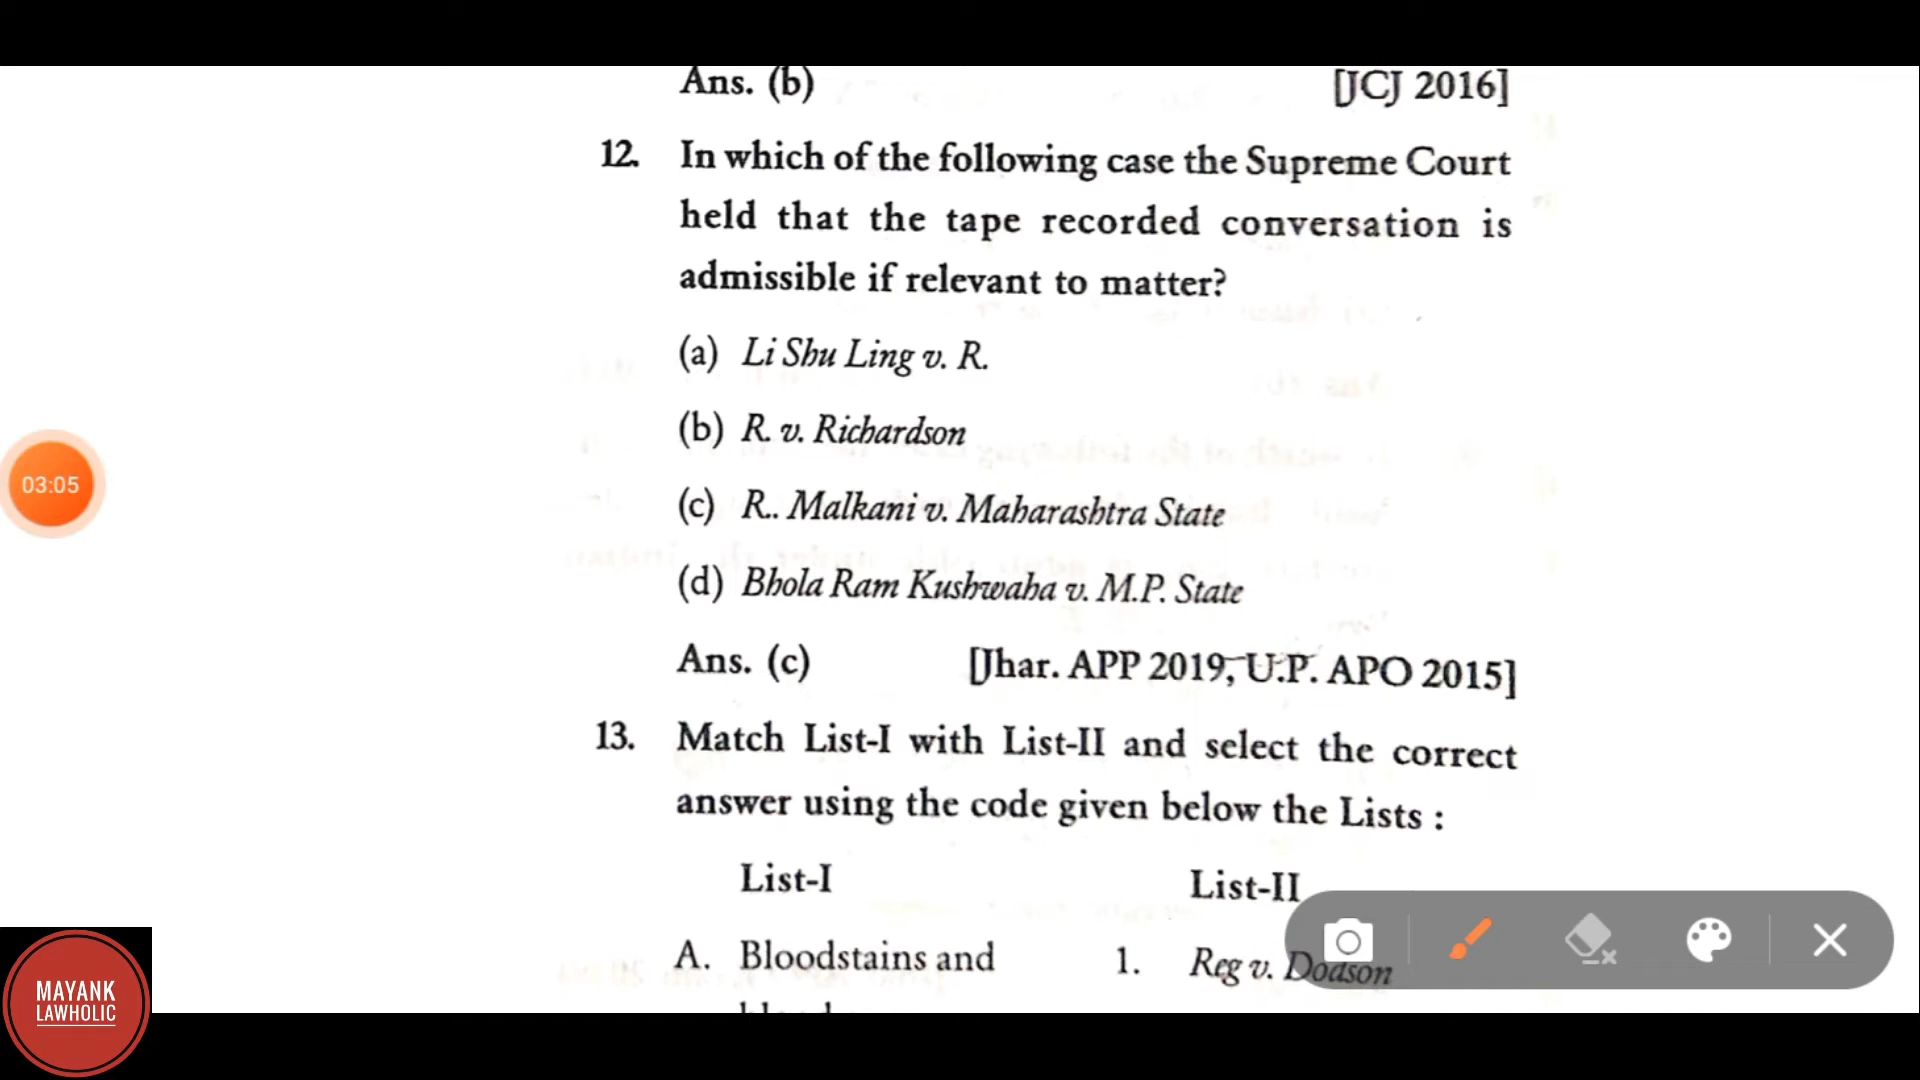 Ans. (b) [JCJ 2016]
12. In which of the following case the Supreme Court
held that the tape recorded conversation is
admissible if relevant to matter?
(a) Li Shu Ling v. R.
(b) R. v. Richardson
(c) R.. Malkani v. Maharashtra State
(d) Bhola Ram Kushwaha v. M.P. State
Ans. (c) [Jhar. APP 2019, U.P. APO 2015]
13. Match List-I with List-II and select the correct
answer using the code given below the Lists :
List-I List-II
A. Bloodstains and 1. Reg v. Dodson
03:05
MAYANK
LAWHOLIC